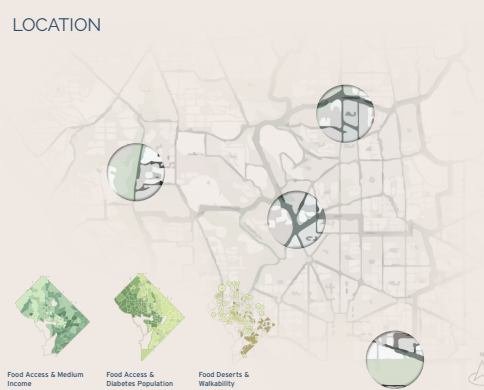 LOCATION
Food Access & Medium
Income
Food Access &
Diabetes Population
Food Deserts &
Walkability